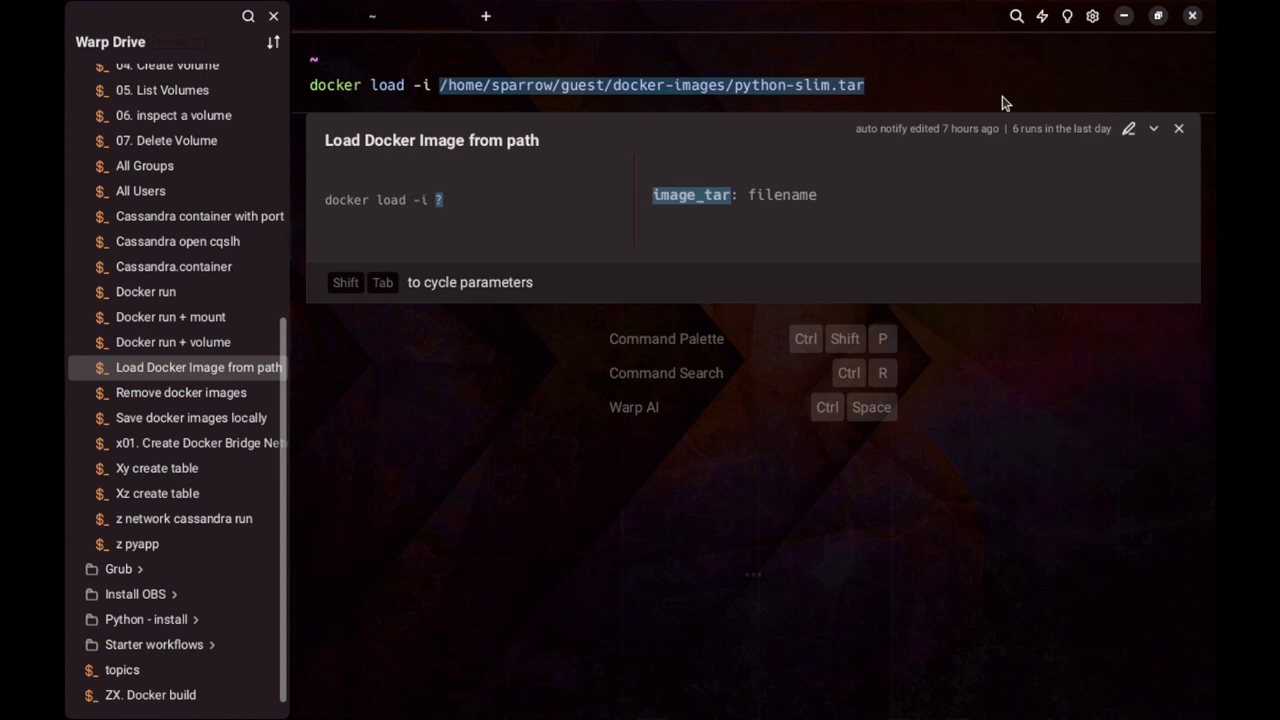 ~
Warp Drive
04. Create Volume
05. List Volumes
06. inspect a volume
07. Delete Volume
All Groups
All Users
Cassandra container with port
Cassandra open cqslh
Cassandra.container
Docker run
Docker run + mount
Docker run + volume
Load Docker Image from path
Remove docker images
Save docker images locally
x01. Create Docker Bridge Net
Xy create table
Xz create table
z network cassandra run
z pyapp
Grub >
Install OBS >
Python - install >
Starter workflows >
topics
ZX. Docker build
~
docker load -i /home/sparrow/guest/docker-images/python-slim.tar
Load Docker Image from path
auto notify edited 7 hours ago | 6 runs in the last day
docker load -i ?
image_tar: filename
Shift Tab to cycle parameters
Command Palette Ctrl Shift P
Command Search Ctrl R
Warp AI Ctrl Space